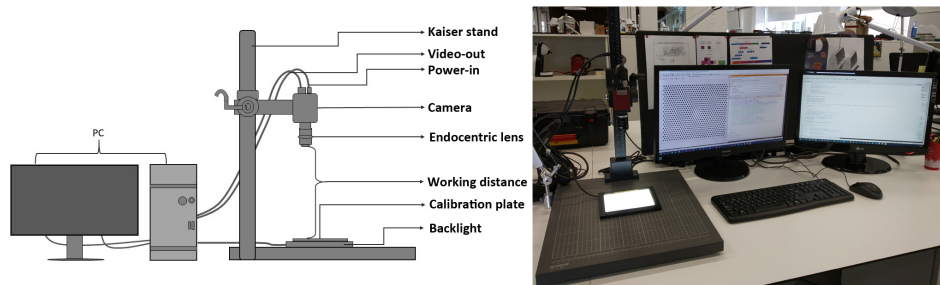 Kaiser stand
Video-out
Power-in
Camera
Endocentric lens
PC
Working distance
Calibration plate
Backlight